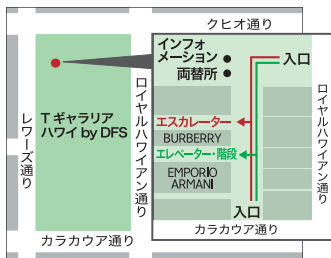 クヒオ通り
インフォ
メーション
両替所
入口
Tギャラリア
ハワイ by DFS
レワーズ通り
ロイヤルハワイアン通り
エスカレーター
BURBERRY
エレベーター・階段
EMPORIO
ARMANI
ロイヤルハワイアン通り
入口
カラカウア通り
カラカウア通り